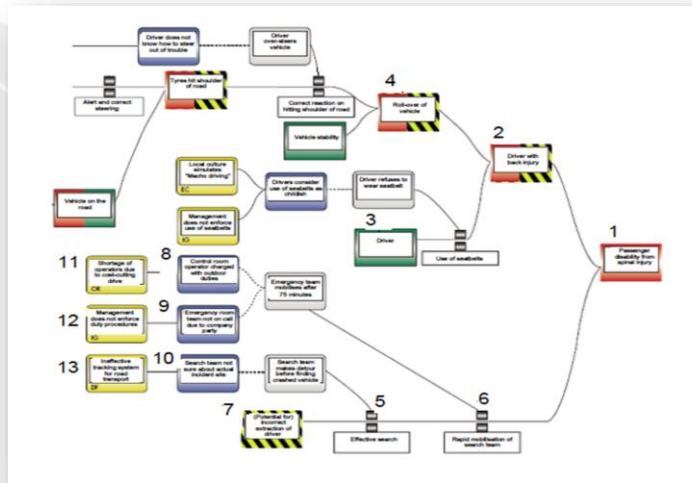 Driver does not
know how to steer
out of trouble
Driver
over-steers
vehicle
4
Alert and correct
steering
Tyres hit shoulder
of road
Correct reaction on
hitting shoulder of road
Roll-over of
vehicle
Vehicle stability
2
Driver with
back injury
Local culture
stimulates
"Macho driving"
EC
Drivers consider
use of seatbelts as
childish
Driver refuses to
wear seatbelt
Vehicle on the
road
Management
does not enforce
use of seatbelts
IG
3
Driver
Use of seatbelts
1
Passenger
disability from
spinal injury
11
Shortage of
operators due
to cost-cutting
drive
OR
8
Control room
operator charged
with outdoor
duties
Emergency team
mobilises after
75 minutes
12
Management
does not enforce
duty procedures
IG
9
Emergency room
team not on call
due to company
party
13
Ineffective
tracking system
for road
transport
DF
10
Search team not
sure about actual
incident site
Search team
makes detour
before finding
crashed vehicle
5
6
7
(Potential for)
incorrect
extraction of
driver
Effective search
Rapid mobilisation of
search team